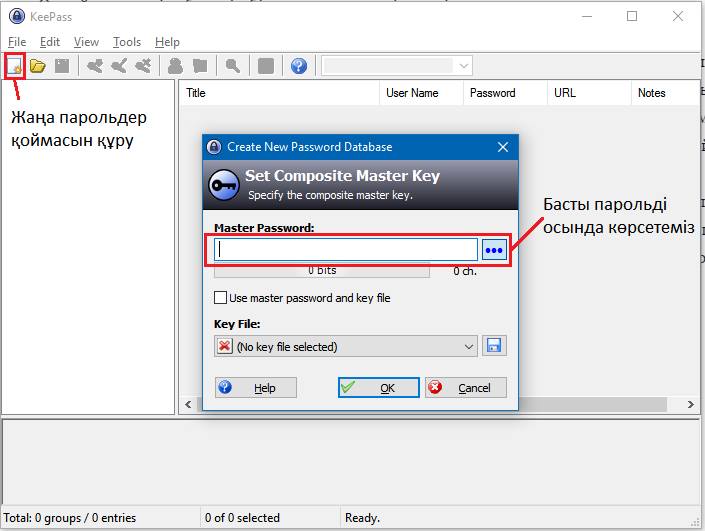 KeePass
File Edit View Tools Help
Жаңа парольдер
қоймасын құру
Title User Name Password URL Notes
Create New Password Database
Set Composite Master Key
Specify the composite master key.
Master Password:
0 bits 0 ch.
Басты парольді
осында көрсетеміз
Use master password and key file
Key File:
(No key file selected)
Help OK Cancel
Total: 0 groups / 0 entries 0 of 0 selected Ready.